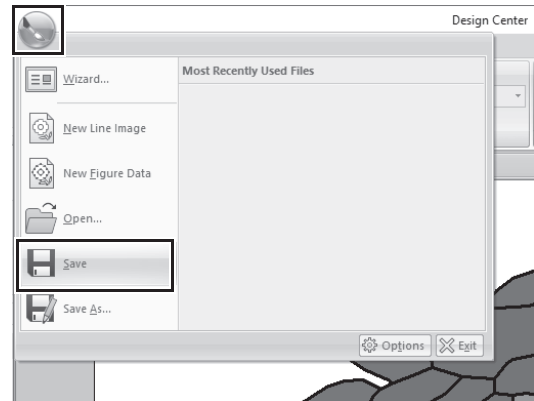 Design Center
Wizard...
Most Recently Used Files
New Line Image
New Figure Data
Open...
Save
Save As...
Options
Exit